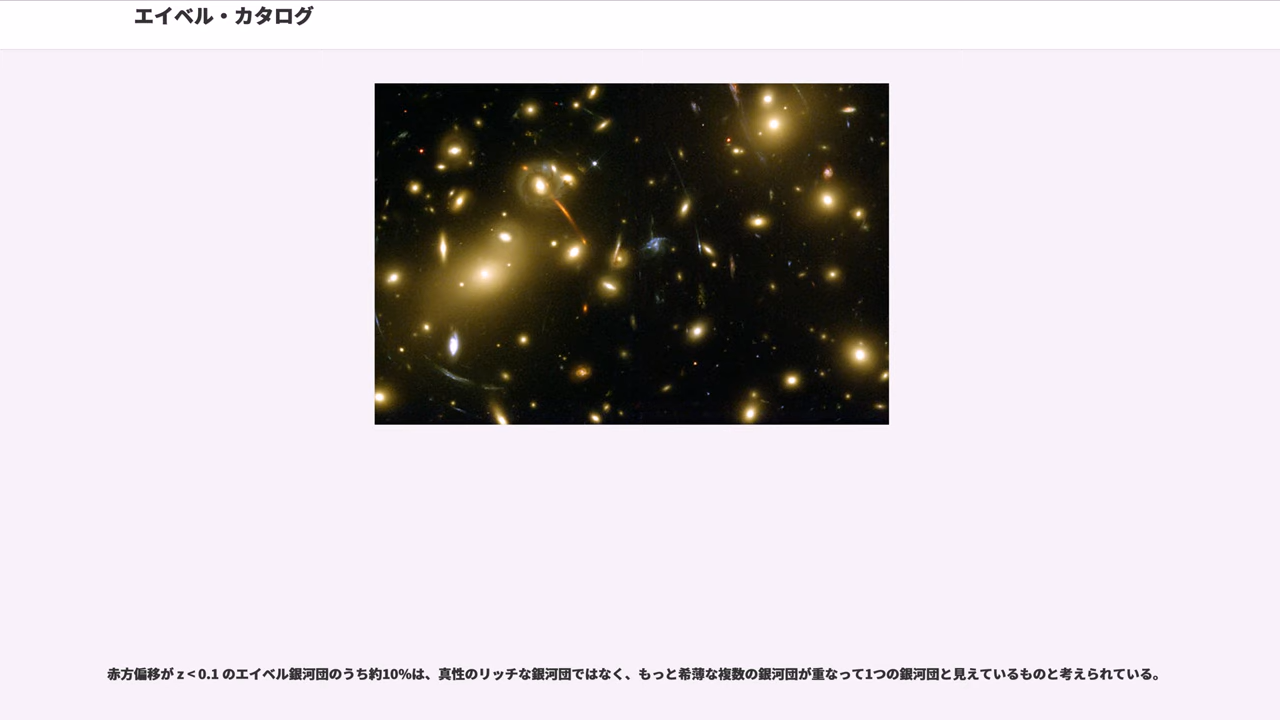 エイベル・カタログ
赤方偏移が z < 0.1 のエイベル銀河団のうち約10%は、真性のリッチな銀河団ではなく、もっと希薄な複数の銀河団が重なって1つの銀河団と見えているものと考えられている。